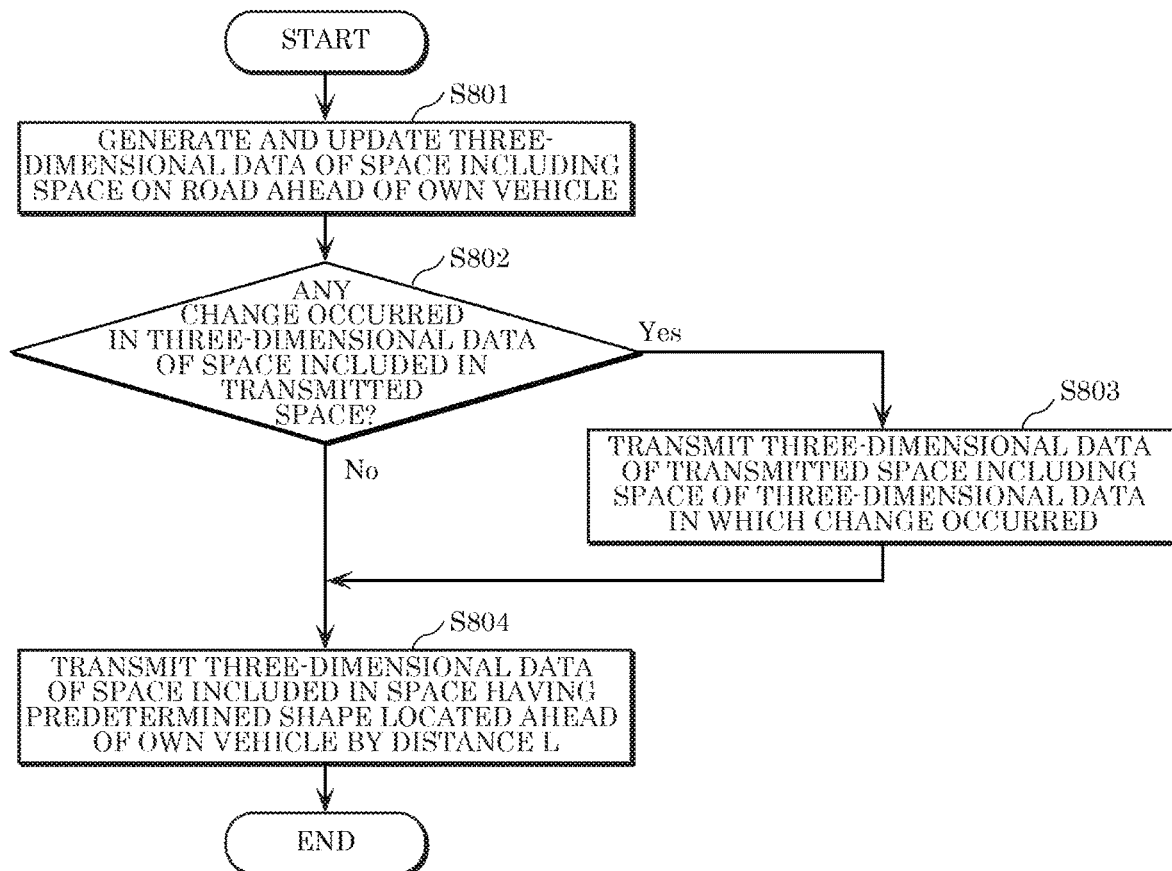 START
S801
GENERATE AND UPDATE THREE-
DIMENSIONAL DATA OF SPACE INCLUDING
SPACE ON ROAD AHEAD OF OWN VEHICLE
S802
ANY
CHANGE OCCURRED
IN THREE-DIMENSIONAL DATA
OF SPACE INCLUDED IN
TRANSMITTED
SPACE?
Yes
No
S803
TRANSMIT THREE-DIMENSIONAL DATA
OF TRANSMITTED SPACE INCLUDING
SPACE OF THREE-DIMENSIONAL DATA
IN WHICH CHANGE OCCURRED
S804
TRANSMIT THREE-DIMENSIONAL DATA
OF SPACE INCLUDED IN SPACE HAVING
PREDETERMINED SHAPE LOCATED AHEAD
OF OWN VEHICLE BY DISTANCE L
END